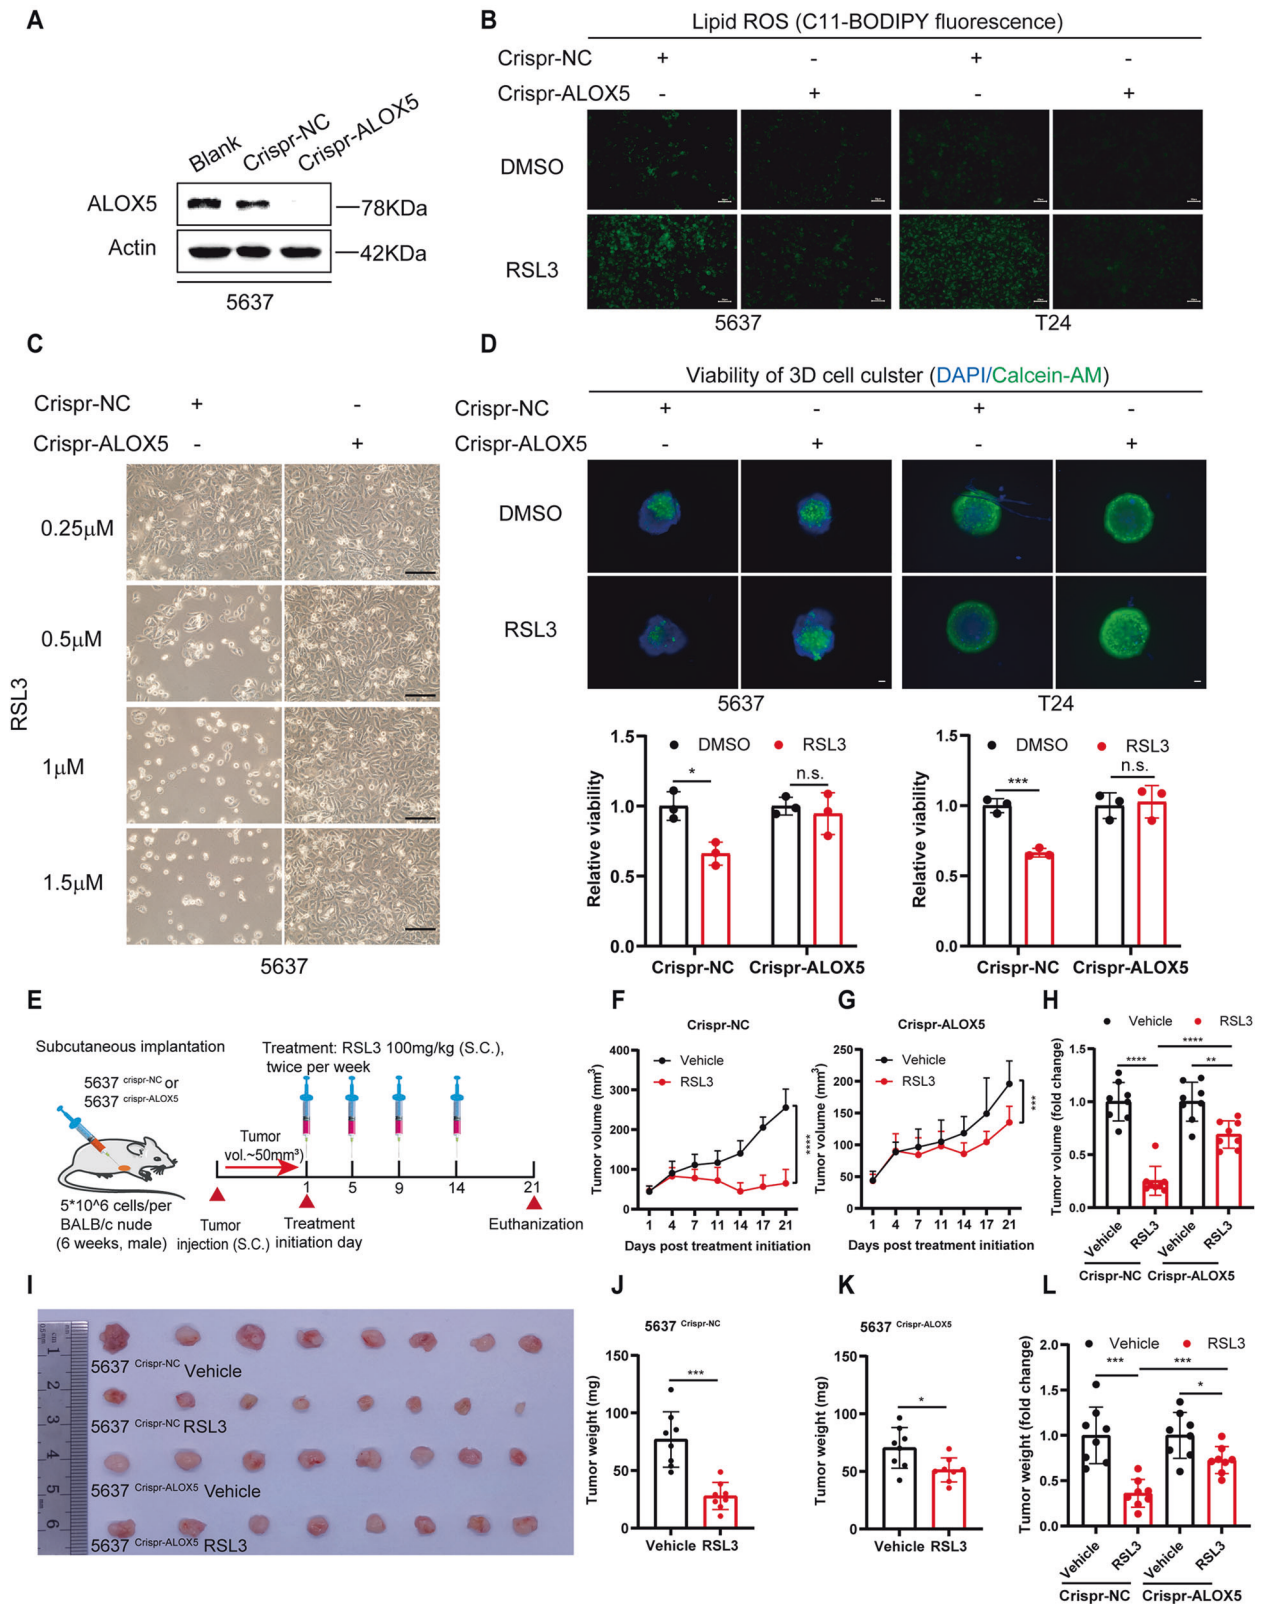 A
Blank
Crispr-NC
Crispr-ALOX5
ALOX5
78KDa
Actin
42KDa
5637
B
Lipid ROS (C11-BODIPY fluorescence)
Crispr-NC + - + -
Crispr-ALOX5 - + - +
DMSO
RSL3
5637
T24
C
Crispr-NC + -
Crispr-ALOX5 - +
0.25μM
0.5μM
1μM
1.5μM
RSL3
5637
D
Viability of 3D cell culster (DAPI/Calcein-AM)
Crispr-NC + - + -
Crispr-ALOX5 - + - +
DMSO
RSL3
5637
T24
DMSO RSL3
Relative viability
1.5
1.0
0.5
0.0
*
n.s.
Crispr-NC Crispr-ALOX5
DMSO RSL3
Relative viability
1.5
1.0
0.5
0.0
***
n.s.
Crispr-NC Crispr-ALOX5
E
Subcutaneous implantation
5637 crispr-NC or
5637 crispr-ALOX5
Treatment: RSL3 100mg/kg (S.C.),
twice per week
Tumor
vol.~50mm³)
1 5 9 14 21
5*10^6 cells/per
BALB/c nude
(6 weeks, male)
Tumor
injection (S.C.)
Treatment
initiation day
Euthanization
F
Crispr-NC
Vehicle
RSL3
Tumor volume (mm³)
400
300
200
100
0
****
1 4 7 11 14 17 21
Days post treatment initiation
G
Crispr-ALOX5
Vehicle
RSL3
Tumor volume (mm³)
250
200
150
100
50
0
***
1 4 7 11 14 17 21
Days post treatment initiation
H
Vehicle RSL3
Tumor volume (fold change)
1.5
1.0
0.5
0.0
****
****
**
Vehicle RSL3 Vehicle RSL3
Crispr-NC Crispr-ALOX5
I
1
2
3
4
5
6
5637 Crispr-NC Vehicle
5637 Crispr-NC RSL3
5637 Crispr-ALOX5 Vehicle
5637 Crispr-ALOX5 RSL3
J
5637 Crispr-NC
Tumor weight (mg)
150
100
50
0
***
Vehicle RSL3
K
5637 Crispr-ALOX5
Tumor weight (mg)
150
100
50
0
*
Vehicle RSL3
L
Vehicle RSL3
Tumor weight (fold change)
2.0
1.5
1.0
0.5
0.0
***
***
*
Vehicle RSL3 Vehicle RSL3
Crispr-NC Crispr-ALOX5